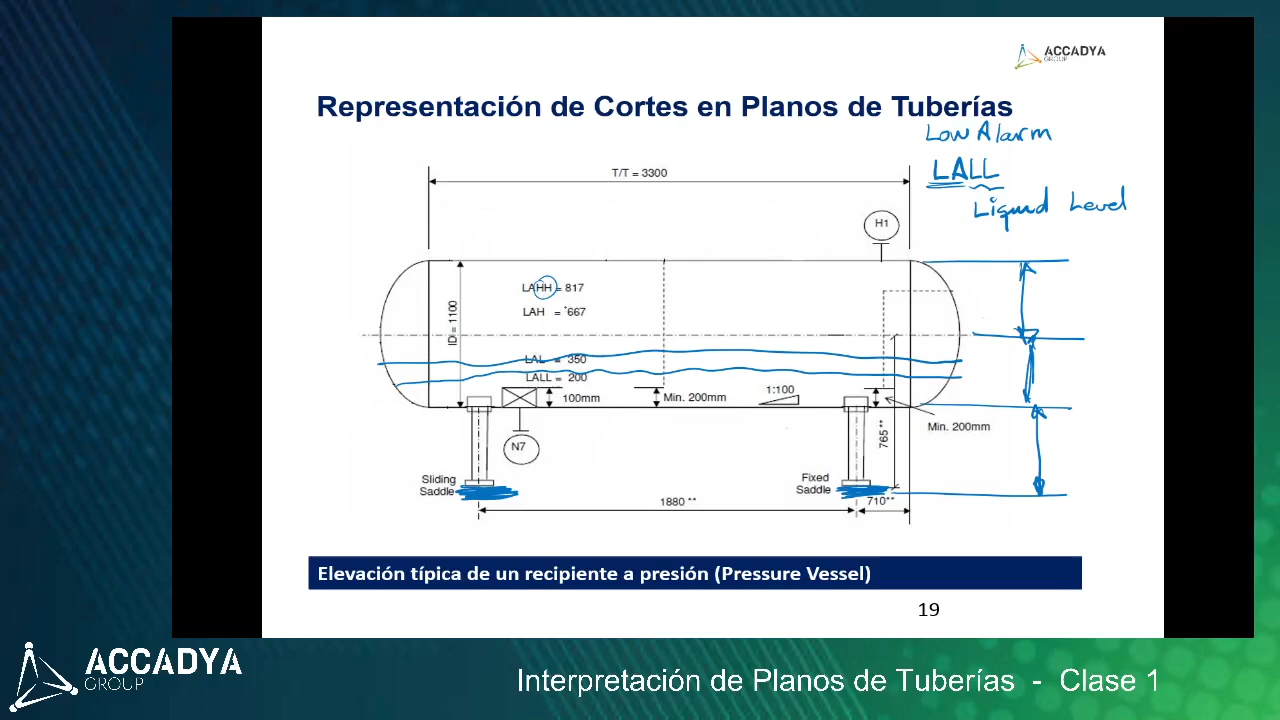 ACCADYA
GROUP
Representación de Cortes en Planos de Tuberías
Low Alarm
LALL
Liquid Level
T/T = 3300
H1
LAHH = 817
LAH = *667
ID = 1100
LAL = 350
LALL = 200
100mm
Min. 200mm
1:100
Min. 200mm
765**
N7
Sliding
Saddle
Fixed
Saddle
1880 **
710**
Elevación típica de un recipiente a presión (Pressure Vessel)
19
ACCADYA
GROUP
Interpretación de Planos de Tuberías - Clase 1